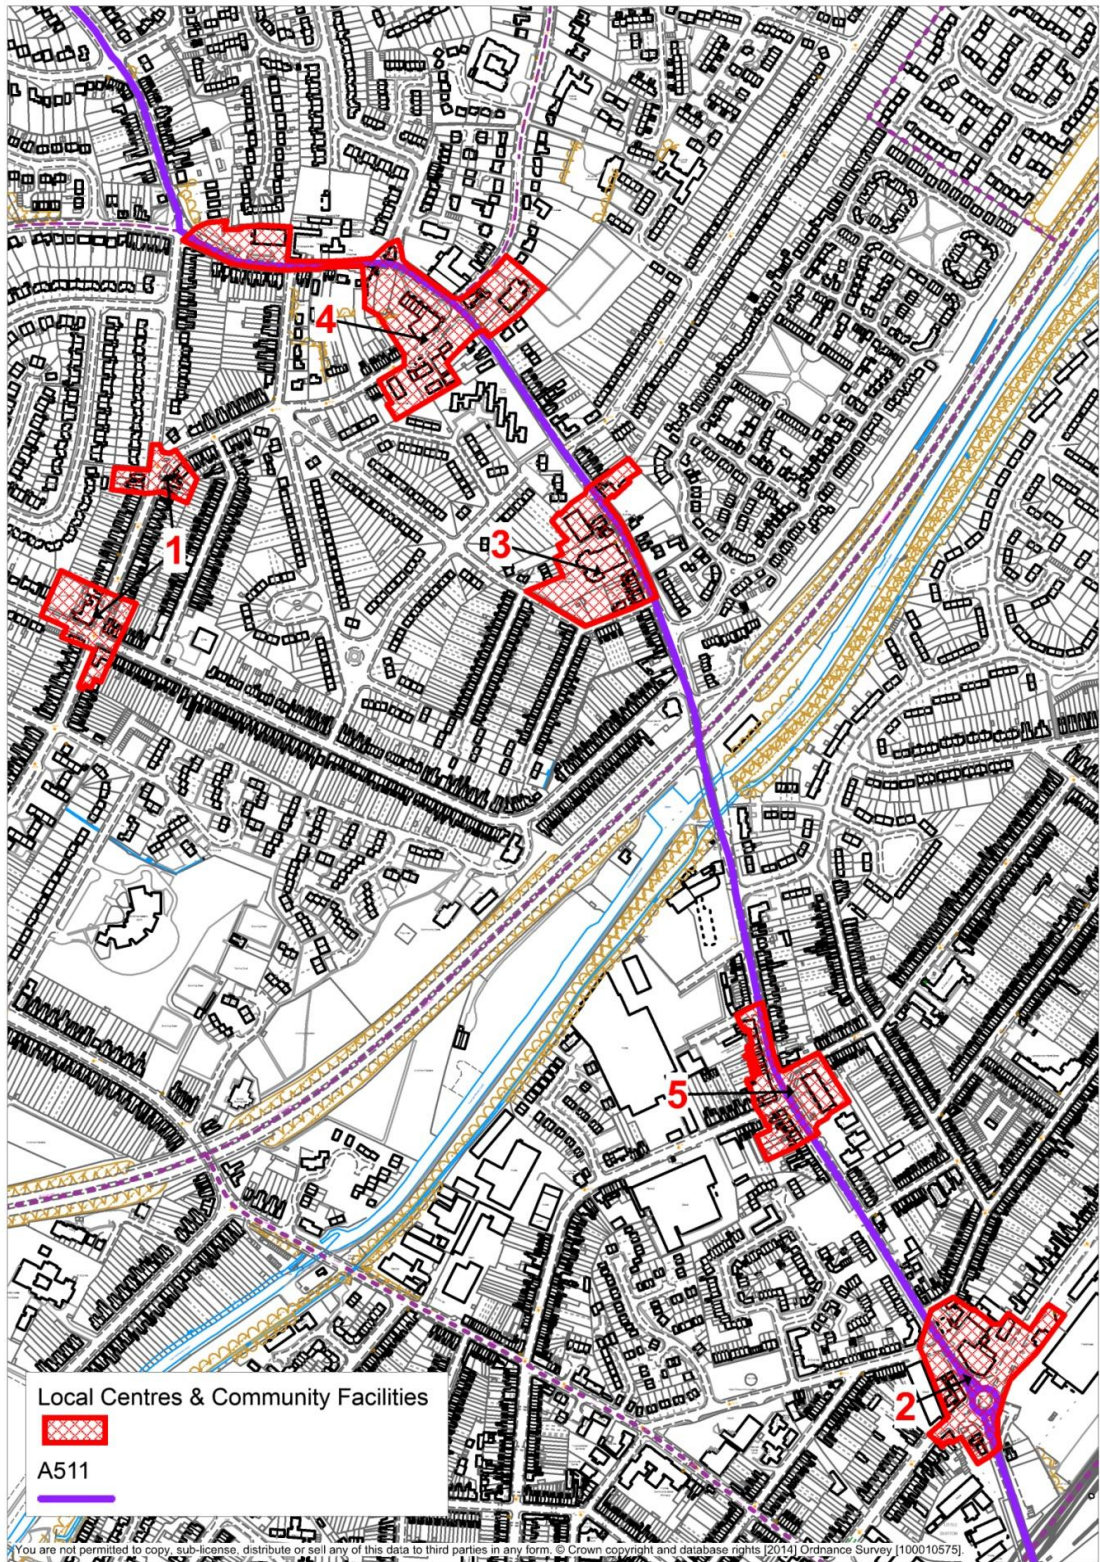 4
1
3
5
2
Local Centres & Community Facilities
A511
You are not permitted to copy, sub-license, distribute or sell any of this data to third parties in any form. © Crown copyright and database rights [2014] Ordnance Survey [100010575].